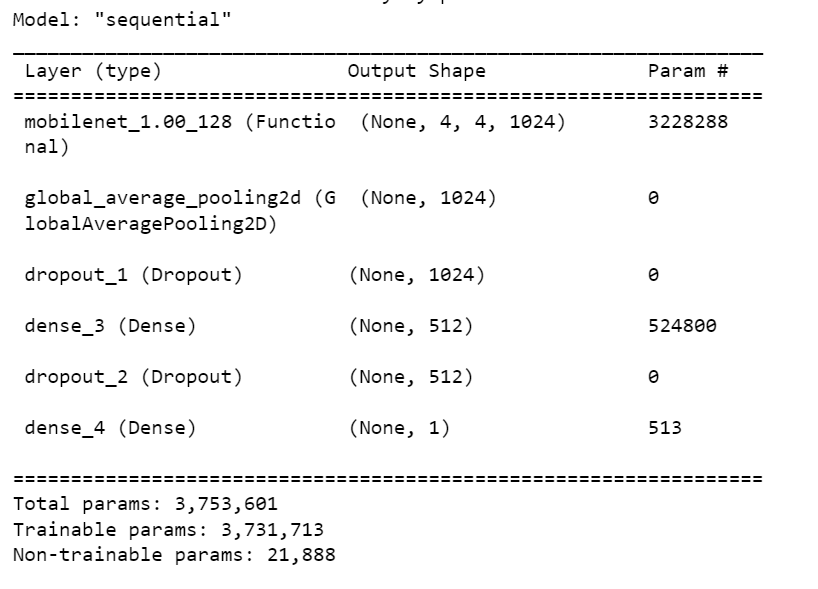 Model: "sequential"
_________________________________________________________________
Layer (type) Output Shape Param #
=================================================================
mobilenet_1.00_128 (Functio (None, 4, 4, 1024) 3228288
nal)
global_average_pooling2d (G (None, 1024) 0
lobalAveragePooling2D)
dropout_1 (Dropout) (None, 1024) 0
dense_3 (Dense) (None, 512) 524800
dropout_2 (Dropout) (None, 512) 0
dense_4 (Dense) (None, 1) 513
=================================================================
Total params: 3,753,601
Trainable params: 3,731,713
Non-trainable params: 21,888